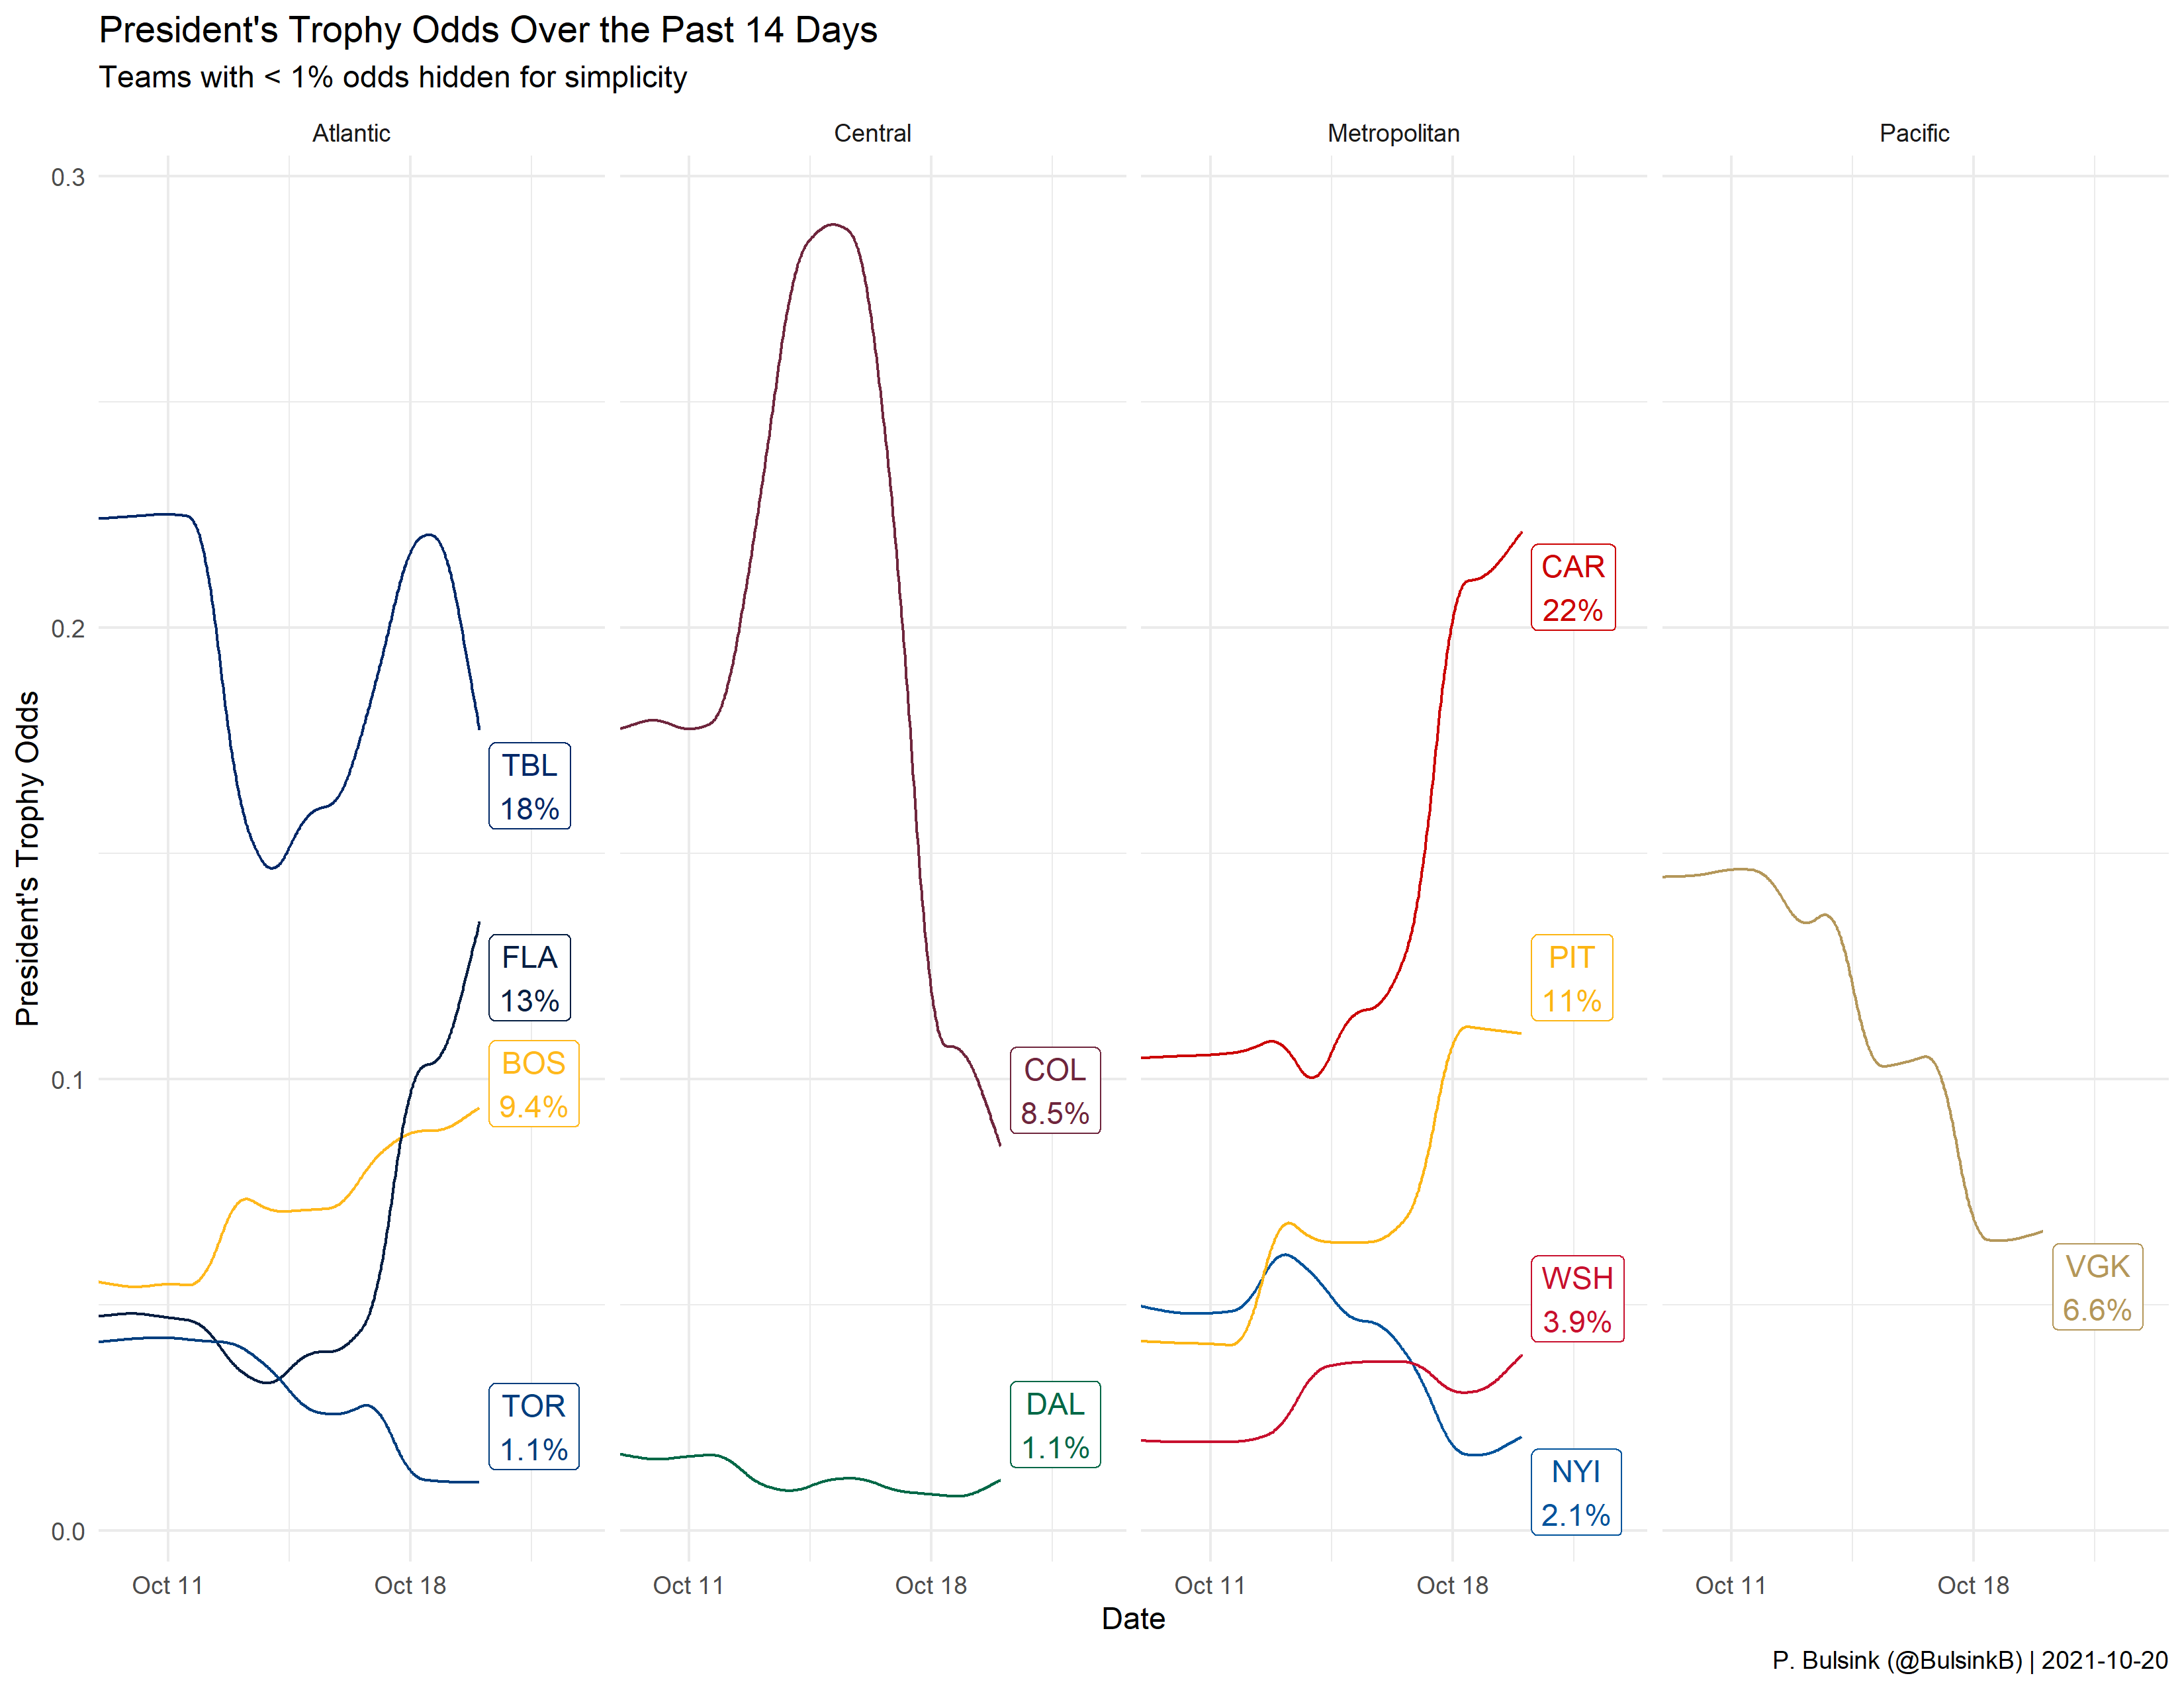 President's Trophy Odds Over the Past 14 Days
Teams with < 1% odds hidden for simplicity
Atlantic
Central
Metropolitan
Pacific
President's Trophy Odds
0.3
0.2
0.1
0.0
TBL
18%
FLA
13%
BOS
9.4%
TOR
1.1%
COL
8.5%
DAL
1.1%
CAR
22%
PIT
11%
WSH
3.9%
NYI
2.1%
VGK
6.6%
Oct 11
Oct 18
Oct 11
Oct 18
Oct 11
Oct 18
Oct 11
Oct 18
Date
P. Bulsink (@BulsinkB) | 2021-10-20